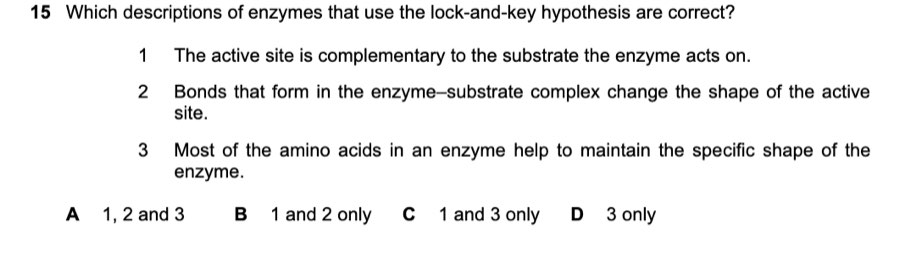 15 Which descriptions of enzymes that use the lock-and-key hypothesis are correct?
1 The active site is complementary to the substrate the enzyme acts on.
2 Bonds that form in the enzyme–substrate complex change the shape of the active
site.
3 Most of the amino acids in an enzyme help to maintain the specific shape of the
enzyme.
A 1, 2 and 3 B 1 and 2 only C 1 and 3 only D 3 only